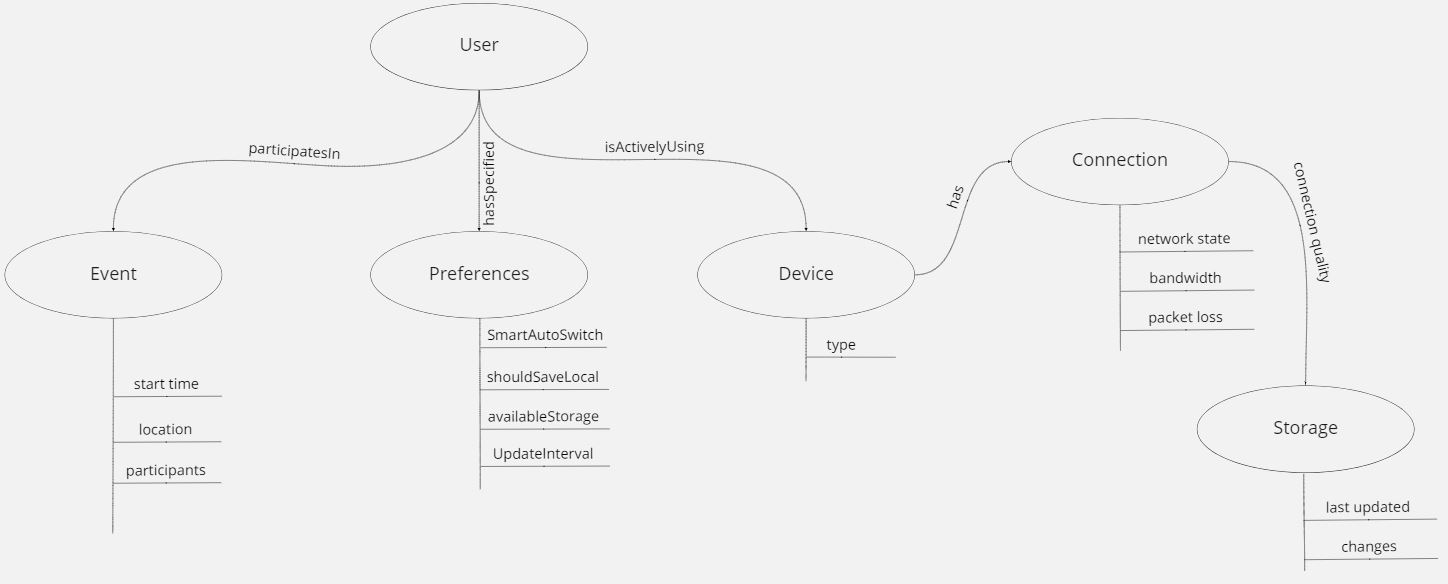 User
participatesIn
hasSpecified
isActivelyUsing
Event
start time
location
participants
Preferences
SmartAutoSwitch
shouldSaveLocal
availableStorage
UpdateInterval
Device
type
has
Connection
network state
bandwidth
packet loss
connection quality
Storage
last updated
changes